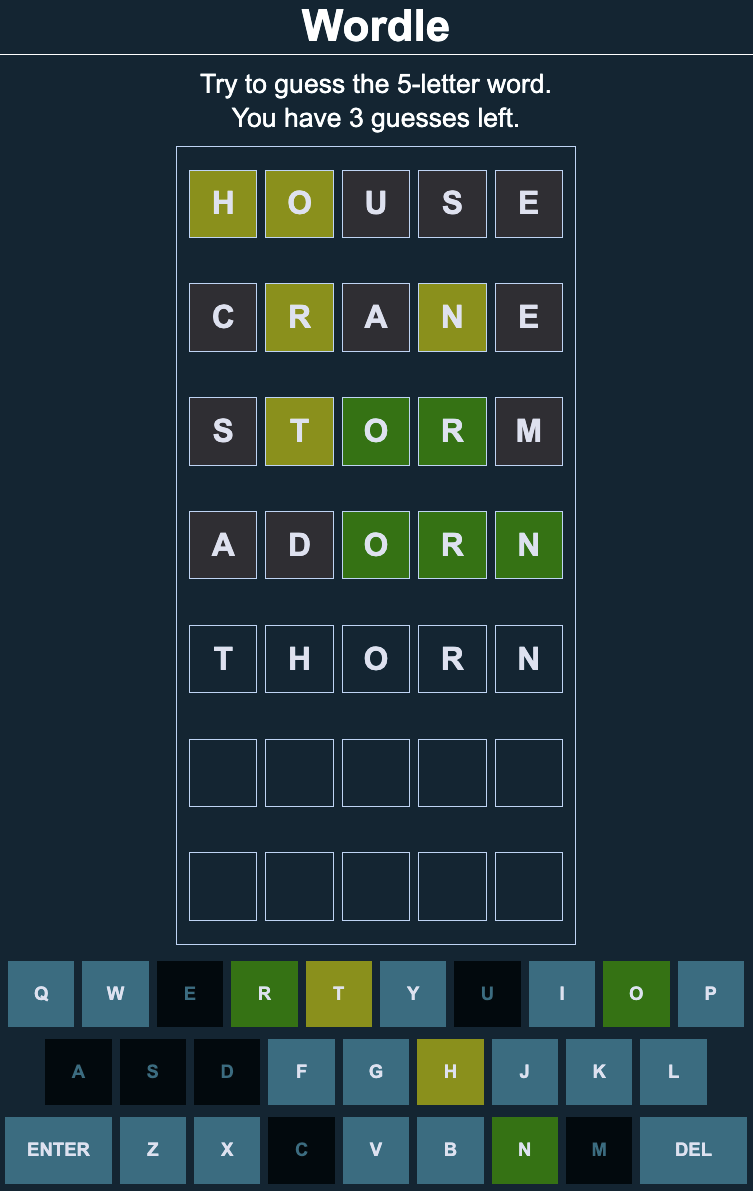 Wordle
Try to guess the 5-letter word.
You have 3 guesses left.
H O U S E
C R A N E
S T O R M
A D O R N
T H O R N
Q W E R T Y U I O P
A S D F G H J K L
ENTER Z X C V B N M DEL